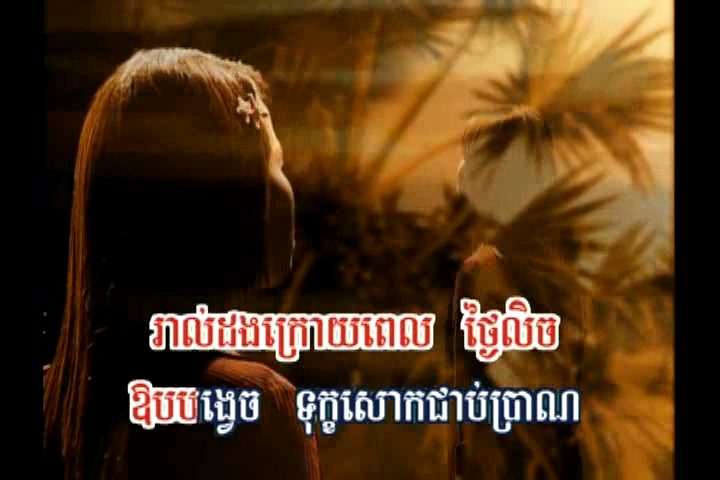 រាល់ដងក្រោយពេល ថ្ងៃលិច
ឱបបង្វេច ទុក្ខសោកជាប់ប្រាណ